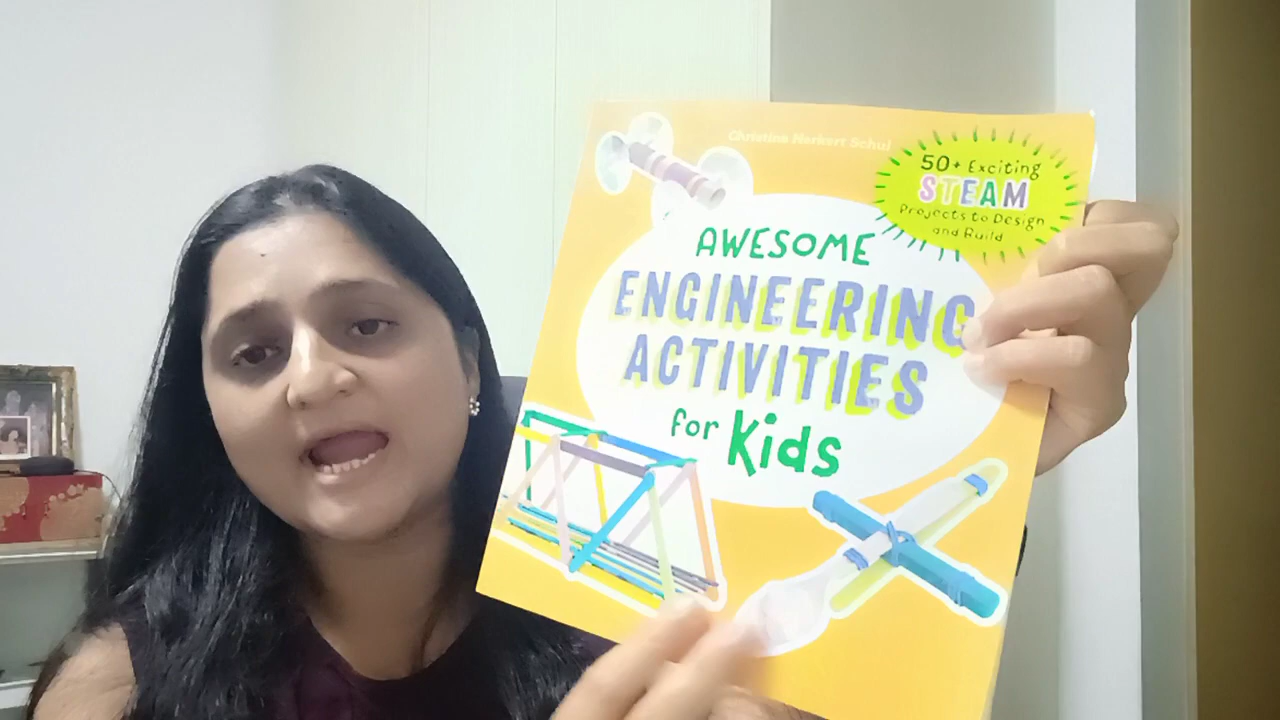 Christina Herkert Schul
50+ Exciting
STEAM
Projects to Design
and Build
AWESOME
ENGINEERING
ACTIVITIES
for Kids